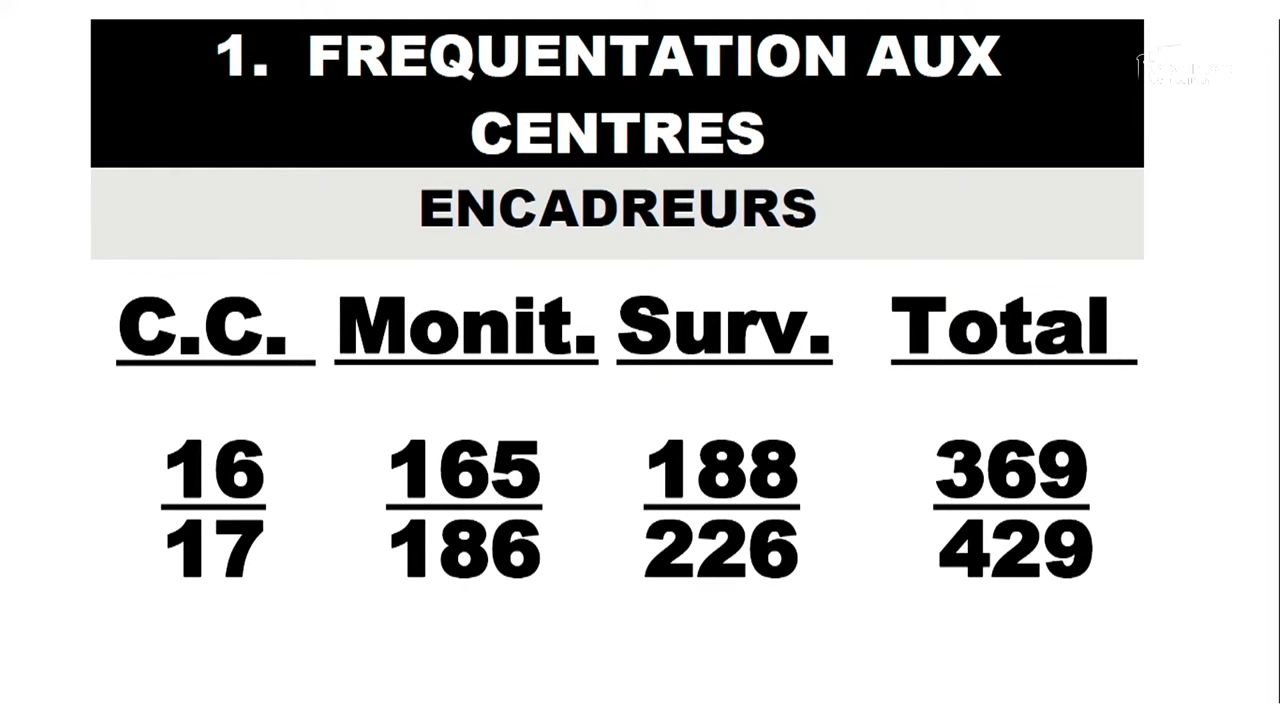 1. FREQUENTATION AUX
CENTRES
ENCADREURS
C.C. Monit. Surv. Total
16 165 188 369
17 186 226 429